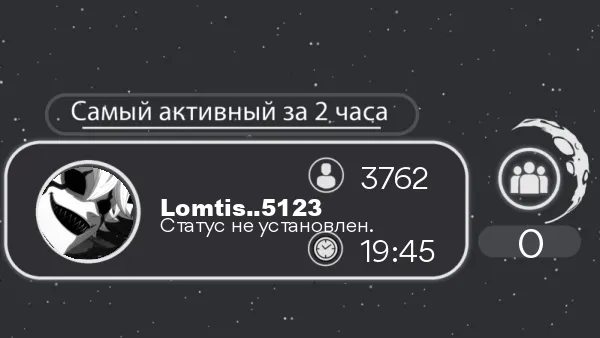 Самый активный за 2 часа
3762
Lomtis..5123
Статус не установлен.
19:45
0